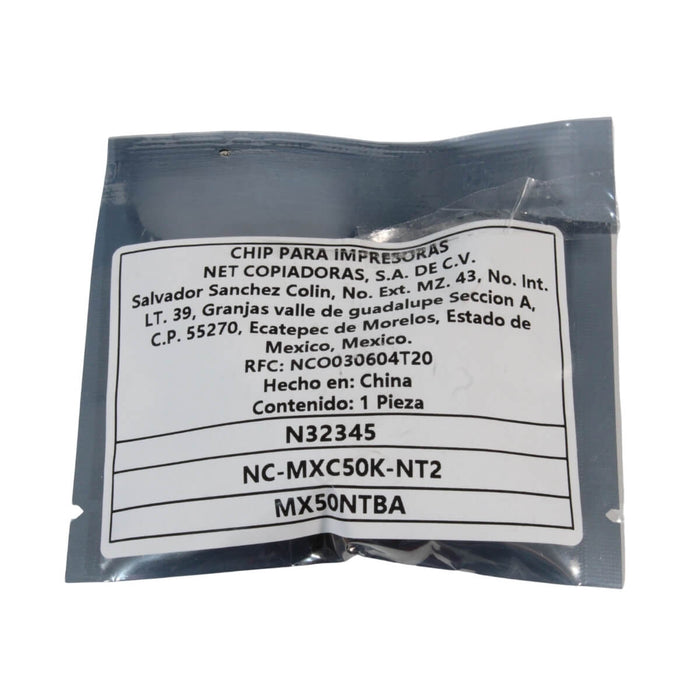 CHIP PARA IMPRESORAS
NET COPIADORAS, S.A. DE C.V.
Salvador Sanchez Colin, No. Ext. MZ. 43, No. Int.
LT. 39, Granjas valle de guadalupe Seccion A,
C.P. 55270, Ecatepec de Morelos, Estado de
Mexico, Mexico.
RFC: NCO030604T20
Hecho en: China
Contenido: 1 Pieza
N32345
NC-MXC50K-NT2
MX50NTBA